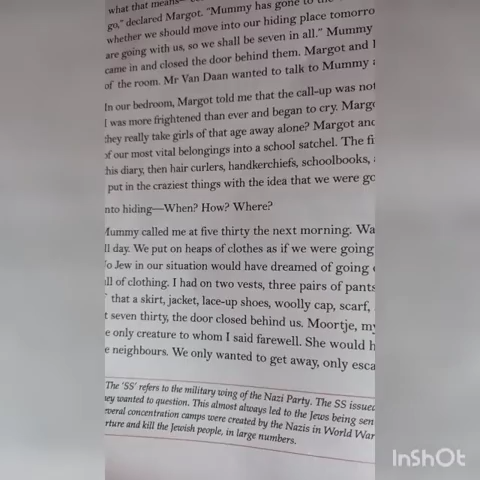 what that means
go," declared Margot. "Mummy has gone to the
whether we should move into our hiding place tomorro
are going with us, so we shall be seven in all." Mummy
came in and closed the door behind them. Margot and I
of the room. Mr Van Daan wanted to talk to Mummy a
In our bedroom, Margot told me that the call-up was not
I was more frightened than ever and began to cry. Marg
they really take girls of that age away alone? Margot and
of our most vital belongings into a school satchel. The fi
his diary, then hair curlers, handkerchiefs, schoolbooks,
put in the craziest things with the idea that we were go
nto hiding—When? How? Where?
Mummy called me at five thirty the next morning. Wa
ll day. We put on heaps of clothes as if we were going
o Jew in our situation would have dreamed of going
ll of clothing. I had on two vests, three pairs of pants
that a skirt, jacket, lace-up shoes, woolly cap, scarf,
t seven thirty, the door closed behind us. Moortje, my
e only creature to whom I said farewell. She would h
e neighbours. We only wanted to get away, only esca
The 'SS' refers to the military wing of the Nazi Party. The SS issued
hey wanted to question. This almost always led to the Jews being sen
everal concentration camps were created by the Nazis in World War
rture and kill the Jewish people, in large numbers.
InShOt